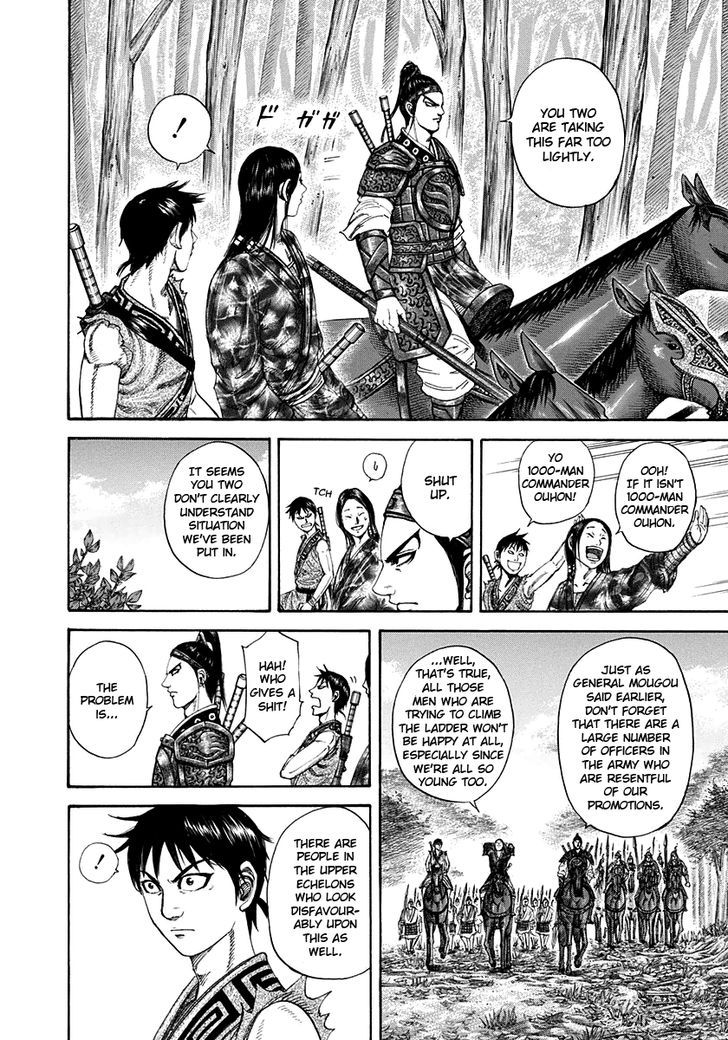 YOU TWO
ARE TAKING
THIS FAR TOO
LIGHTLY.
ドガガ
!
OOH!
IF IT ISN'T
1000-MAN
COMMANDER
OUHON.
YO
1000-MAN
COMMANDER
OUHON!
SHUT
UP.
TCH
IT SEEMS
YOU TWO
DON'T CLEARLY
UNDERSTAND
SITUATION
WE'VE BEEN
PUT IN.
JUST AS
GENERAL MOUGOU
SAID EARLIER,
DON'T FORGET
THAT THERE ARE A
LARGE NUMBER
OF OFFICERS IN
THE ARMY WHO
ARE RESENTFUL
OF OUR
PROMOTIONS.
...WELL,
THAT'S TRUE,
ALL THOSE
MEN WHO ARE
TRYING TO CLIMB
THE LADDER WON'T
BE HAPPY AT ALL,
ESPECIALLY SINCE
WE'RE ALL SO
YOUNG TOO.
HAH!
WHO
GIVES A
SHIT!
THE
PROBLEM
IS...
THERE ARE
PEOPLE IN
THE UPPER
ECHELONS
WHO LOOK
DISFAVOUR-
ABLY UPON
THIS AS
WELL.
!